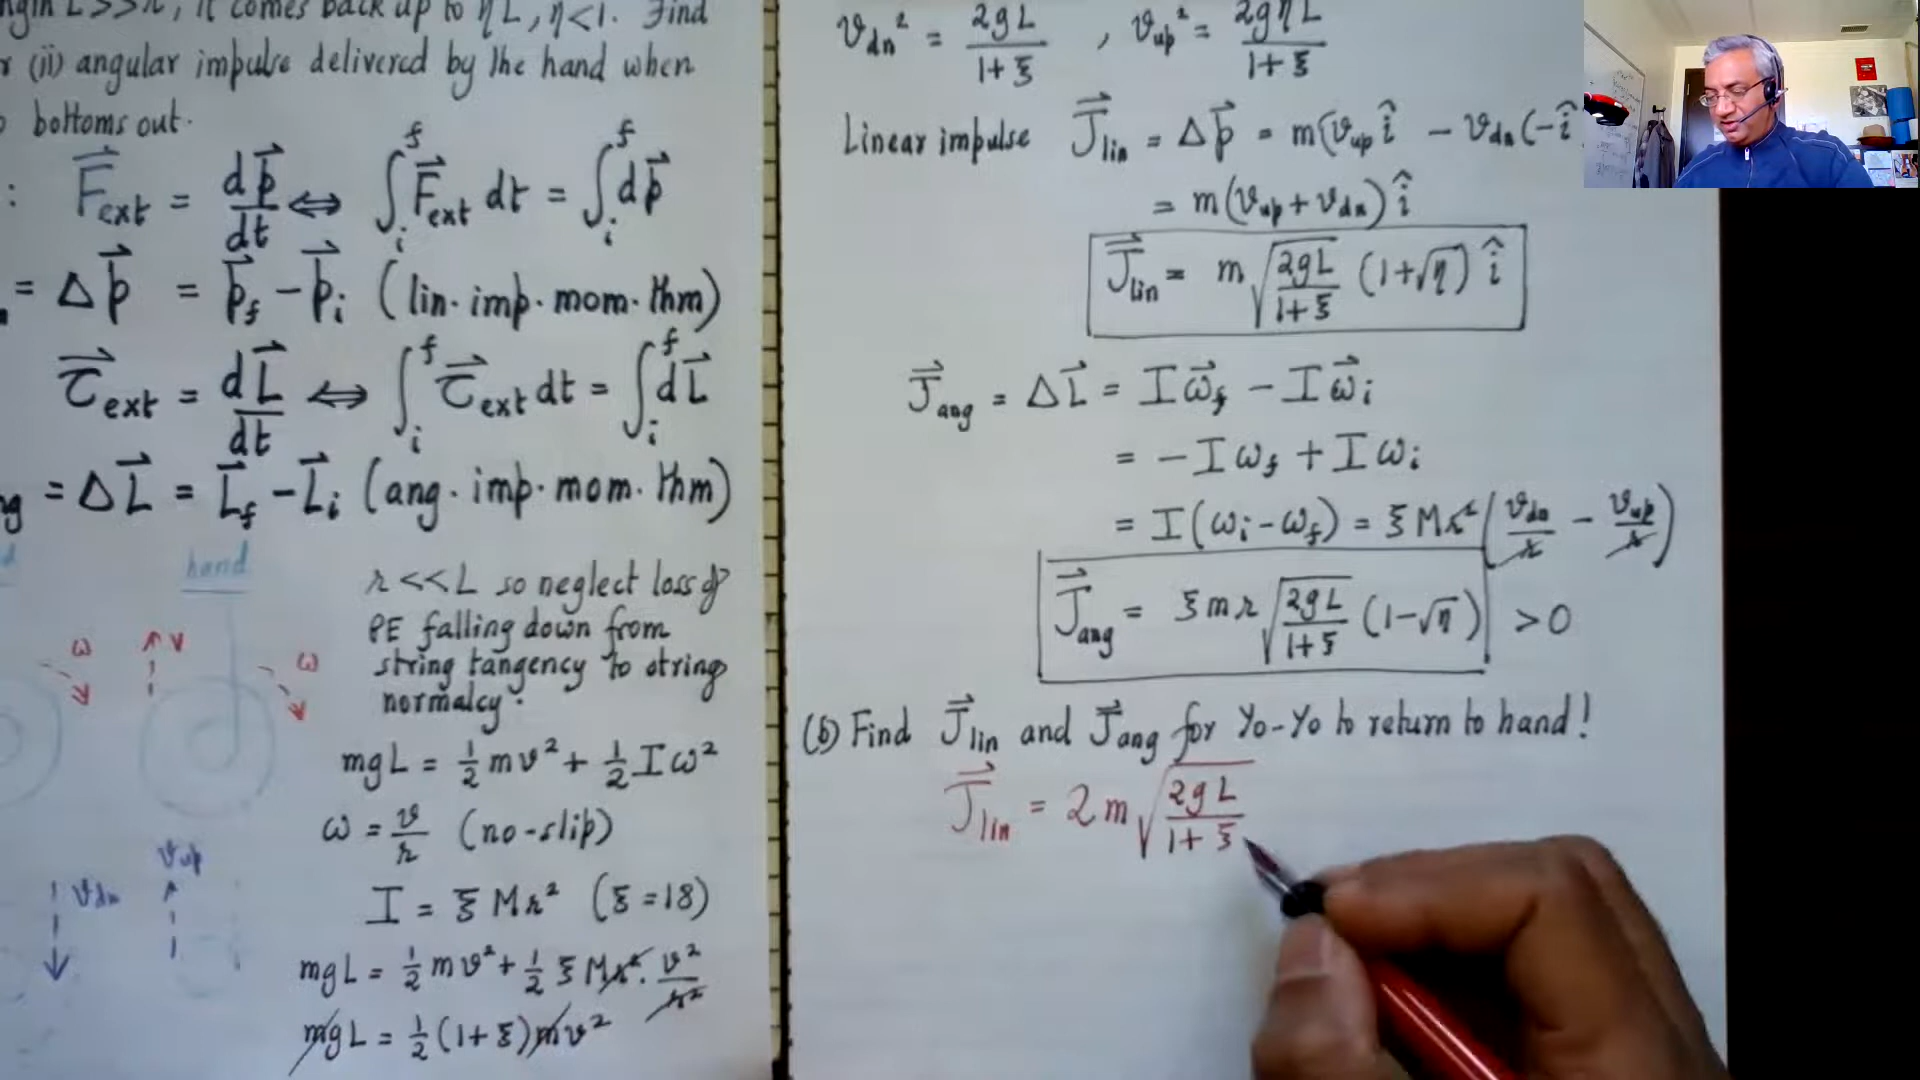 L >> r, it comes back up to ηL, η<1. Find
(ii) angular impulse delivered by the hand when
bottoms out.
: F⃗ext = dp⃗/dt ⇔ ∫ᵢᶠ F⃗ext dt = ∫ᵢᶠ dp⃗
= Δp⃗ = p⃗f − p⃗i (lin. imp. mom. thm)
τ⃗ext = dL⃗/dt ⇔ ∫ᵢᶠ τ⃗ext dt = ∫ᵢᶠ dL⃗
= ΔL⃗ = L⃗f − L⃗i (ang. imp. mom. thm)
hand
ω
v
ω
r << L so neglect loss of
PE falling down from
string tangency to string
normalcy.
mgL = ½mv² + ½Iω²
ω = v/r (no-slip)
vup
vdn
I = ξMr² (ξ=18)
mgL = ½mv² + ½ξMr²·v²/r²
mgL = ½(1+ξ)mv²
vdn² = 2gL/(1+ξ) , vup² = 2gηL/(1+ξ)
Linear impulse J⃗lin = Δp⃗ = m(vup î − vdn(−î
= m(vup + vdn) î
J⃗lin = m√(2gL/(1+ξ)) (1+√η) î
J⃗ang = ΔL⃗ = Iω⃗f − Iω⃗i
= −Iωf + Iωi
= I(ωi − ωf) = ξMr²(vdn/r − vup/r)
J⃗ang = ξmr√(2gL/(1+ξ)) (1−√η) >0
(b) Find J⃗lin and J⃗ang for Yo-Yo to return to hand!
J⃗lin = 2m√(2gL/(1+ξ))